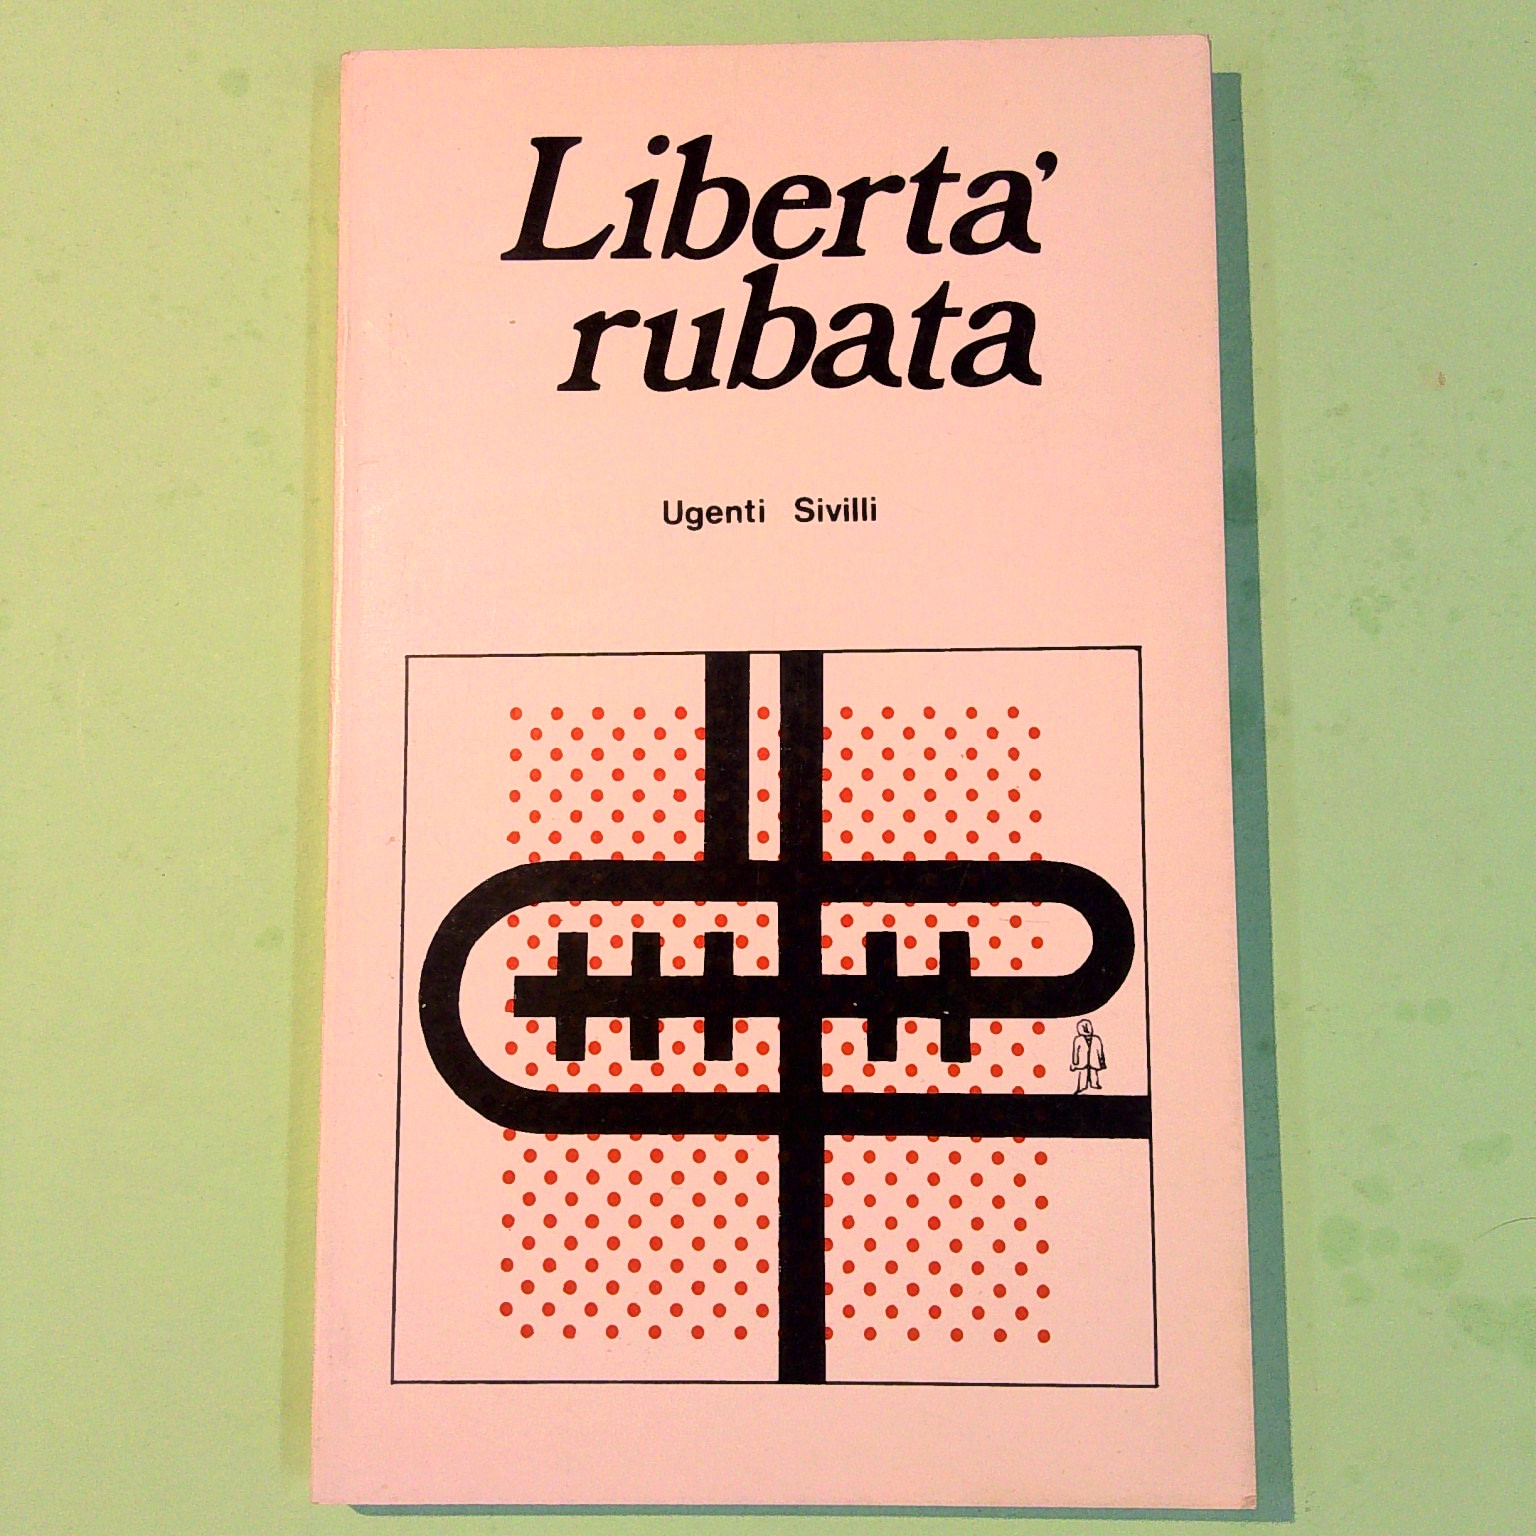 Liberta'
rubata
Ugenti Sivilli